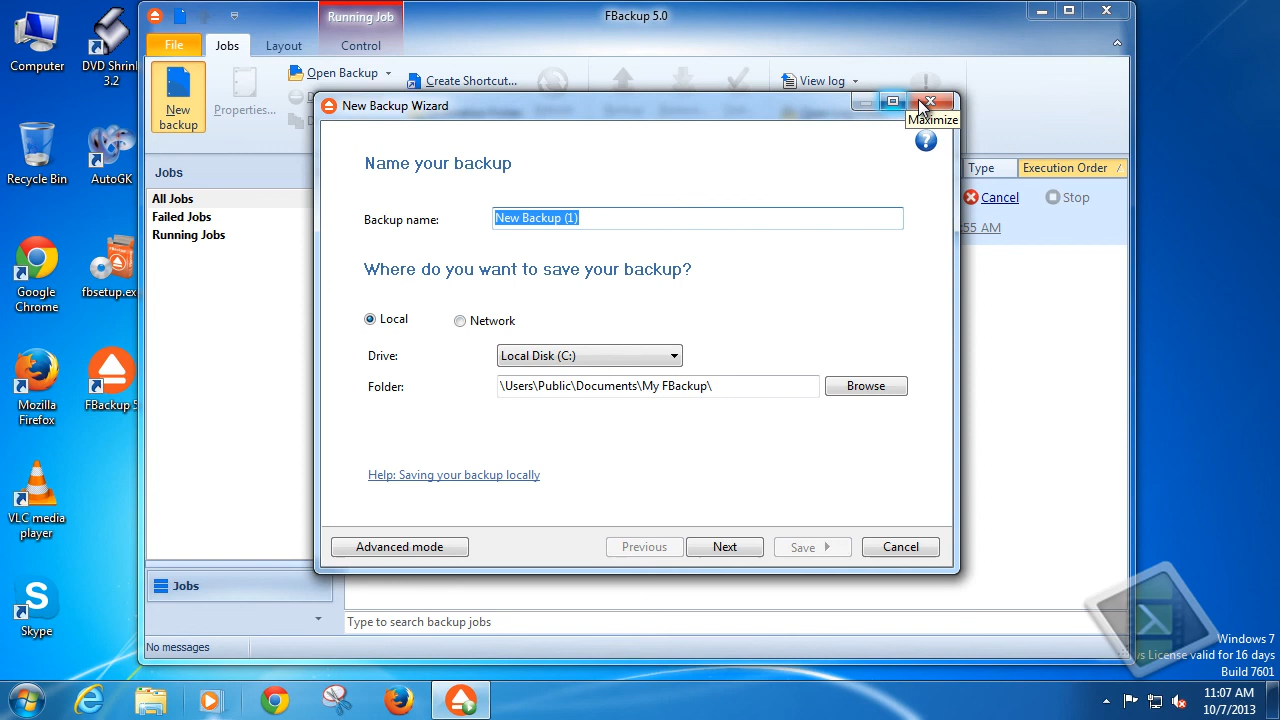 Computer
DVD Shrink
3.2
Recycle Bin
AutoGK
Google
Chrome
fbsetup.exe
Mozilla
Firefox
FBackup 5
VLC media
player
Skype
Running Job
FBackup 5.0
File
Jobs
Layout
Control
New
backup
Properties...
Open Backup
Create Shortcut...
View log
Jobs
All Jobs
Failed Jobs
Running Jobs
Type
Execution Order
Cancel
Stop
55 AM
New Backup Wizard
Maximize
Name your backup
Backup name:
New Backup (1)
Where do you want to save your backup?
Local
Network
Drive:
Local Disk (C:)
Folder:
\Users\Public\Documents\My FBackup\
Browse
Help: Saving your backup locally
Advanced mode
Previous
Next
Save
Cancel
Jobs
Type to search backup jobs
No messages
Windows 7
License valid for 16 days
Build 7601
11:07 AM
10/7/2013